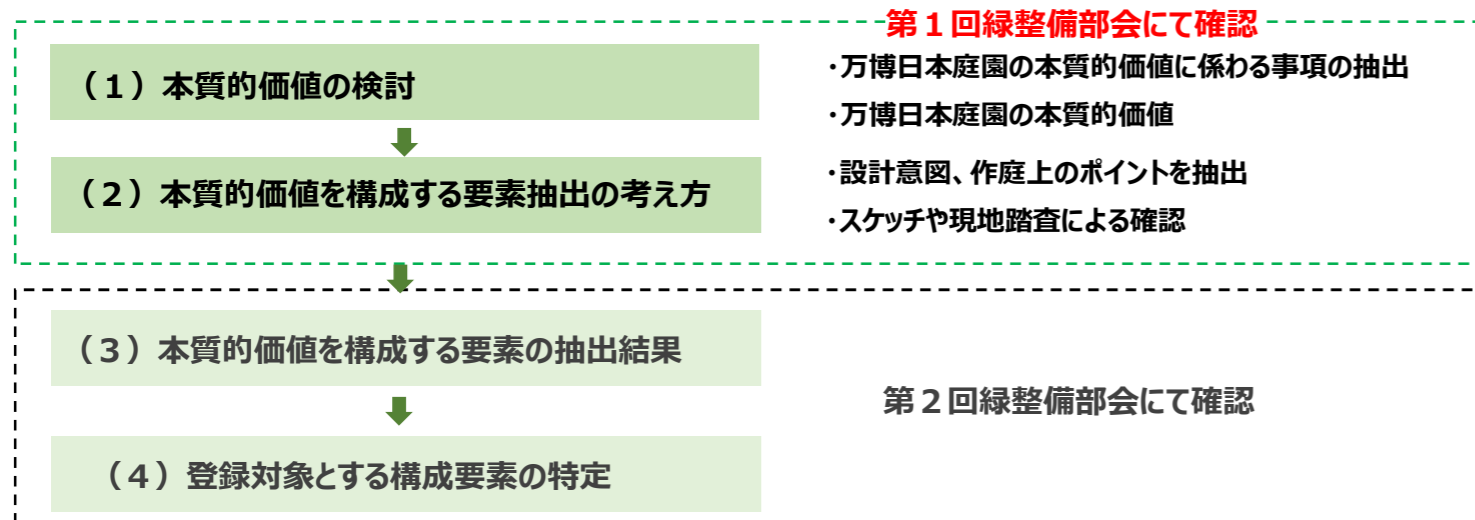 第１回緑整備部会にて確認
（１）本質的価値の検討
・万博日本庭園の本質的価値に係わる事項の抽出
・万博日本庭園の本質的価値
（２）本質的価値を構成する要素抽出の考え方
・設計意図、作庭上のポイントを抽出
・スケッチや現地踏査による確認
（３）本質的価値を構成する要素の抽出結果
第２回緑整備部会にて確認
（４）登録対象とする構成要素の特定